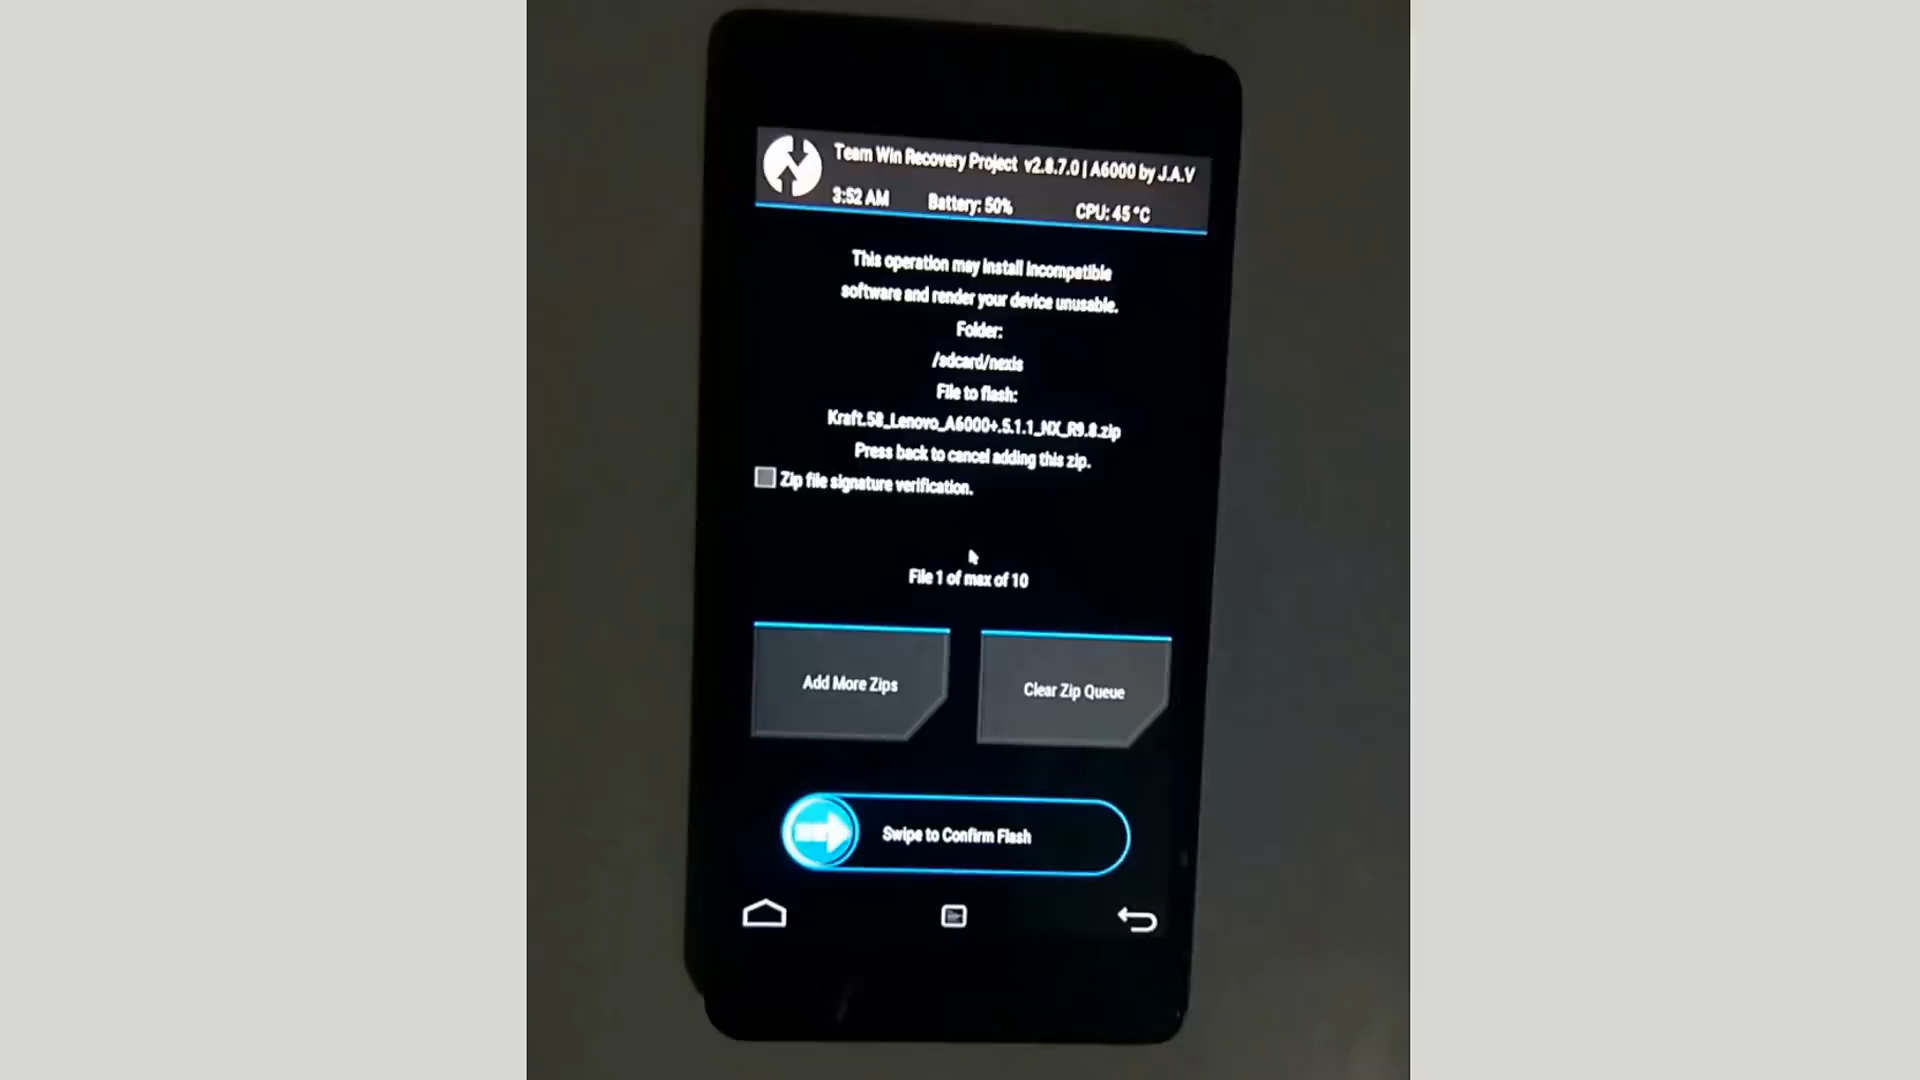 Team Win Recovery Project v2.8.7.0 | A6000 by J.A.V
3:52 AM Battery: 50% CPU: 45 °C
This operation may install incompatible
software and render your device unusable.
Folder:
/sdcard/nexis
File to flash:
Kraft.58_Lenovo_A6000+.5.1.1_NX_R9.8.zip
Press back to cancel adding this zip.
Zip file signature verification.
File 1 of max of 10
Add More Zips
Clear Zip Queue
Swipe to Confirm Flash